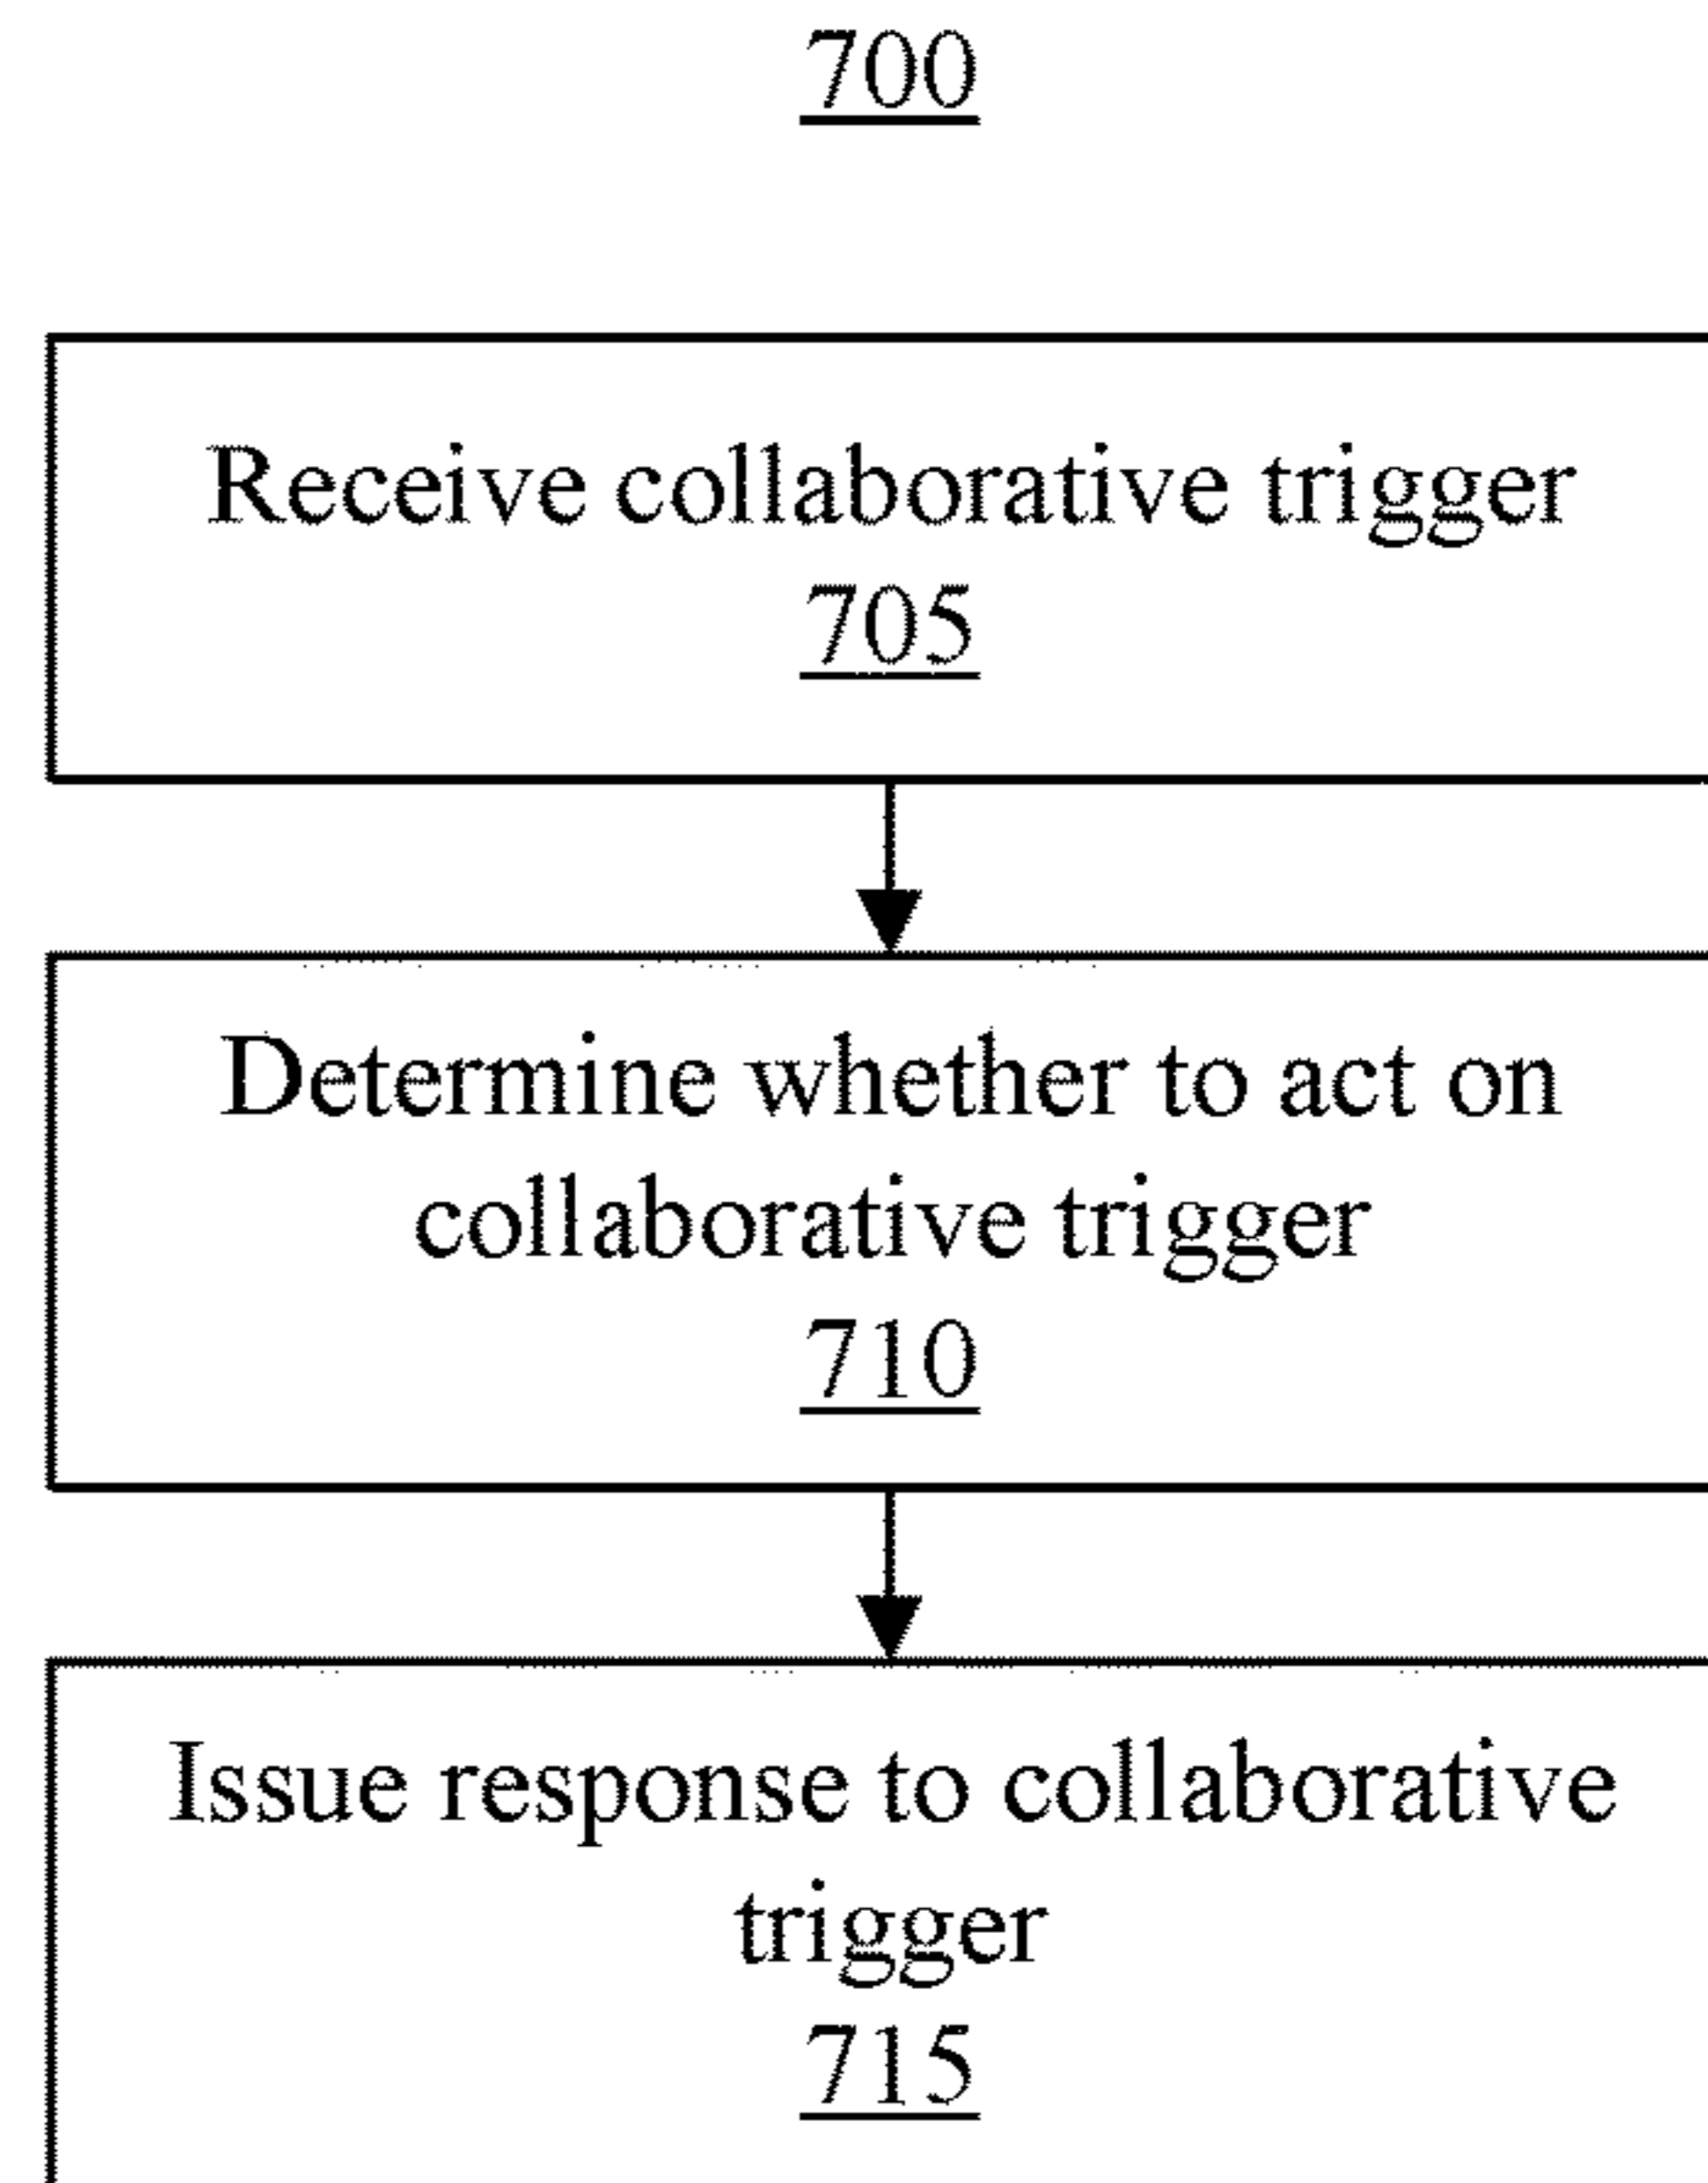 700
Receive collaborative trigger
705
Determine whether to act on
collaborative trigger
710
Issue response to collaborative
trigger
715